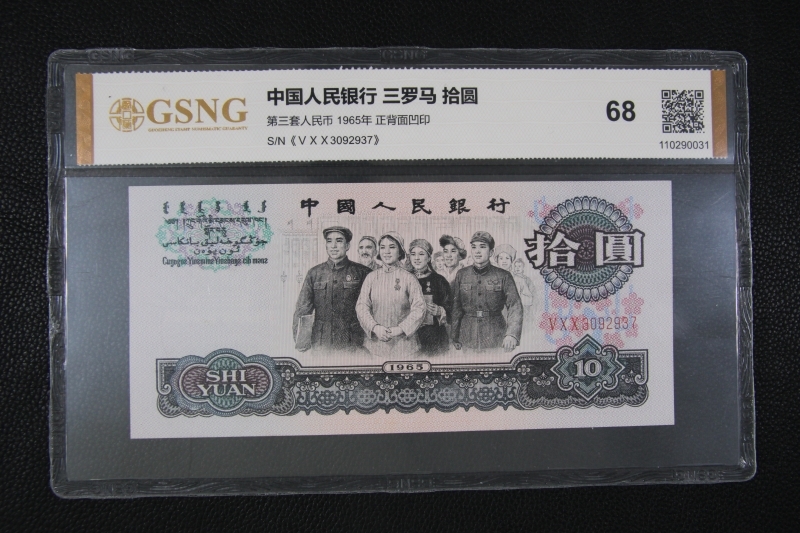 GSNG
中国人民银行 三罗马 拾圆
第三套人民币 1965年 正背面凹印
S/N《V X X 3092937》
68
110290031
中國人民銀行
拾圓
V X X 3092937
1965
SHI
YUAN
10